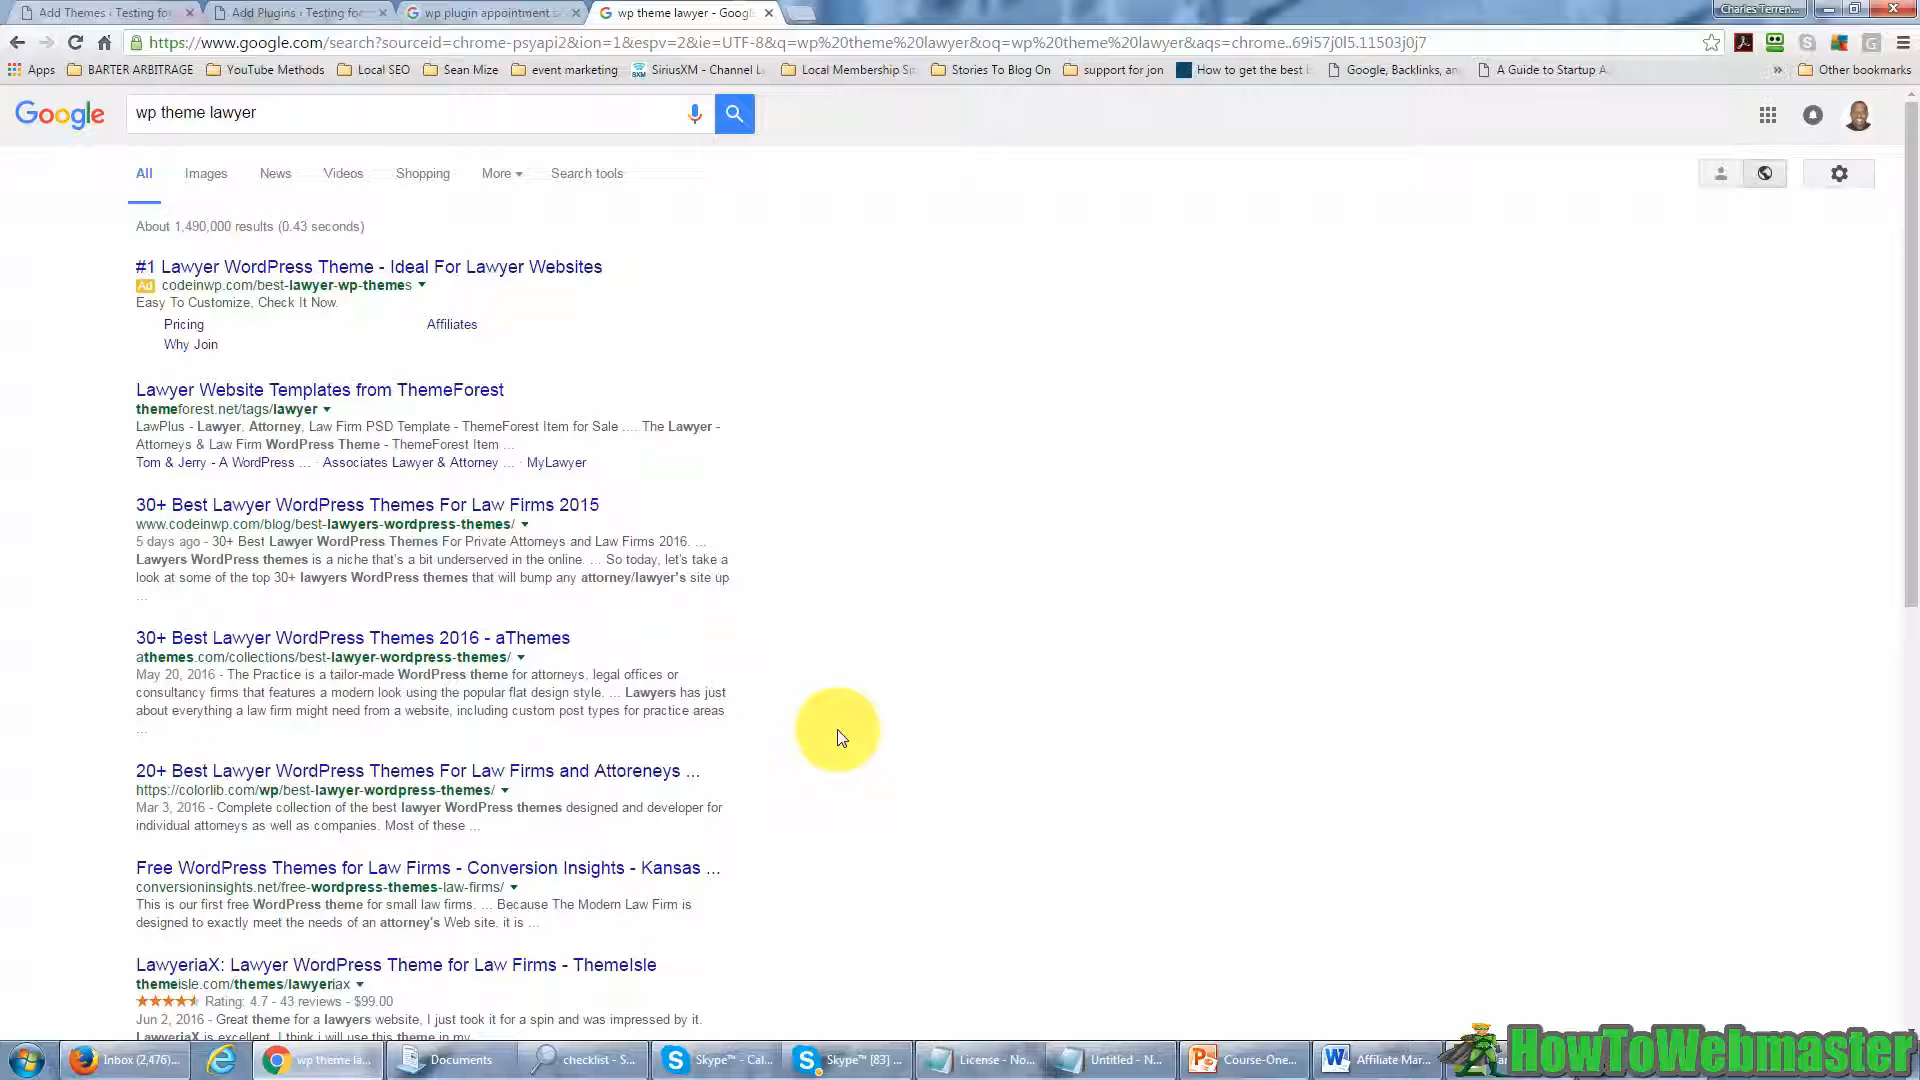 Add Themes ‹ Testing fo
Add Plugins ‹ Testing fo
wp plugin appointment s
wp theme lawyer - Googl
Charles Terren...
https://www.google.com/search?sourceid=chrome-psyapi2&ion=1&espv=2&ie=UTF-8&q=wp%20theme%20lawyer&oq=wp%20theme%20lawyer&aqs=chrome..69i57j0l5.11503j0j7
Apps
BARTER ARBITRAGE
YouTube Methods
Local SEO
Sean Mize
event marketing
SiriusXM - Channel L
Local Membership Si
Stories To Blog On
support for jon
How to get the best
Google, Backlinks, an
A Guide to Startup A
» Other bookmarks
Google
wp theme lawyer
All Images News Videos Shopping More Search tools
About 1,490,000 results (0.43 seconds)
#1 Lawyer WordPress Theme - Ideal For Lawyer Websites
Ad codeinwp.com/best-lawyer-wp-themes
Easy To Customize, Check It Now.
Pricing Affiliates
Why Join
Lawyer Website Templates from ThemeForest
themeforest.net/tags/lawyer
LawPlus - Lawyer, Attorney, Law Firm PSD Template - ThemeForest Item for Sale .... The Lawyer -
Attorneys & Law Firm WordPress Theme - ThemeForest Item ...
Tom & Jerry - A WordPress ... · Associates Lawyer & Attorney ... · MyLawyer
30+ Best Lawyer WordPress Themes For Law Firms 2015
www.codeinwp.com/blog/best-lawyers-wordpress-themes/
5 days ago - 30+ Best Lawyer WordPress Themes For Private Attorneys and Law Firms 2016. ...
Lawyers WordPress themes is a niche that's a bit underserved in the online. ... So today, let's take a
look at some of the top 30+ lawyers WordPress themes that will bump any attorney/lawyer's site up
...
30+ Best Lawyer WordPress Themes 2016 - aThemes
athemes.com/collections/best-lawyer-wordpress-themes/
May 20, 2016 - The Practice is a tailor-made WordPress theme for attorneys, legal offices or
consultancy firms that features a modern look using the popular flat design style. ... Lawyers has just
about everything a law firm might need from a website, including custom post types for practice areas
...
20+ Best Lawyer WordPress Themes For Law Firms and Attoreneys ...
https://colorlib.com/wp/best-lawyer-wordpress-themes/
Mar 3, 2016 - Complete collection of the best lawyer WordPress themes designed and developer for
individual attorneys as well as companies. Most of these ...
Free WordPress Themes for Law Firms - Conversion Insights - Kansas ...
conversioninsights.net/free-wordpress-themes-law-firms/
This is our first free WordPress theme for small law firms. ... Because The Modern Law Firm is
designed to exactly meet the needs of an attorney's Web site, it is ...
LawyeriaX: Lawyer WordPress Theme for Law Firms - ThemeIsle
themeisle.com/themes/lawyeriax
Rating: 4.7 - 43 reviews - $99.00
Jun 2, 2016 - Great theme for a lawyers website, I just took it for a spin and was impressed by it.
LawyeriaX is excellent. I think i will use this theme in my
Inbox (2,476)...
wp theme la...
Documents
checklist - S...
Skype™ - Cal...
Skype™ [83] ...
License - No...
Untitled - N...
Course-One...
Affiliate Mar...
HowToWebmaster